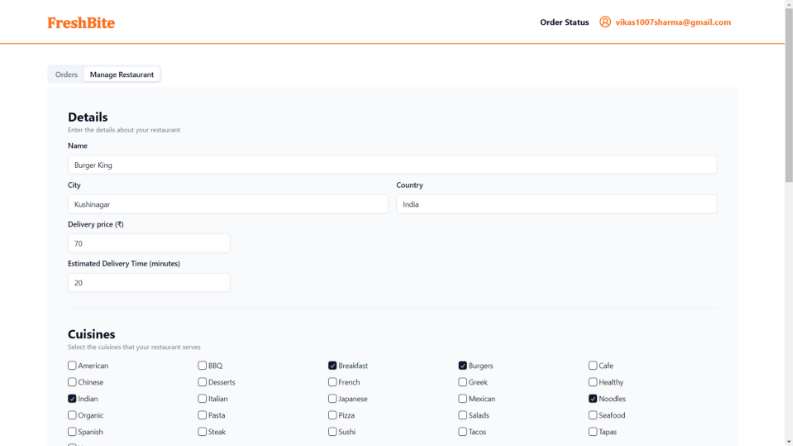 FreshBite
Order Status vikas1007sharma@gmail.com
Orders Manage Restaurant
Details
Enter the details about your restaurant
Name
Burger King
City Country
Kushinagar India
Delivery price (₹)
70
Estimated Delivery Time (minutes)
20
Cuisines
Select the cuisines that your restaurant serves
American BBQ Breakfast Burgers Cafe
Chinese Desserts French Greek Healthy
Indian Italian Japanese Mexican Noodles
Organic Pasta Pizza Salads Seafood
Spanish Steak Sushi Tacos Tapas